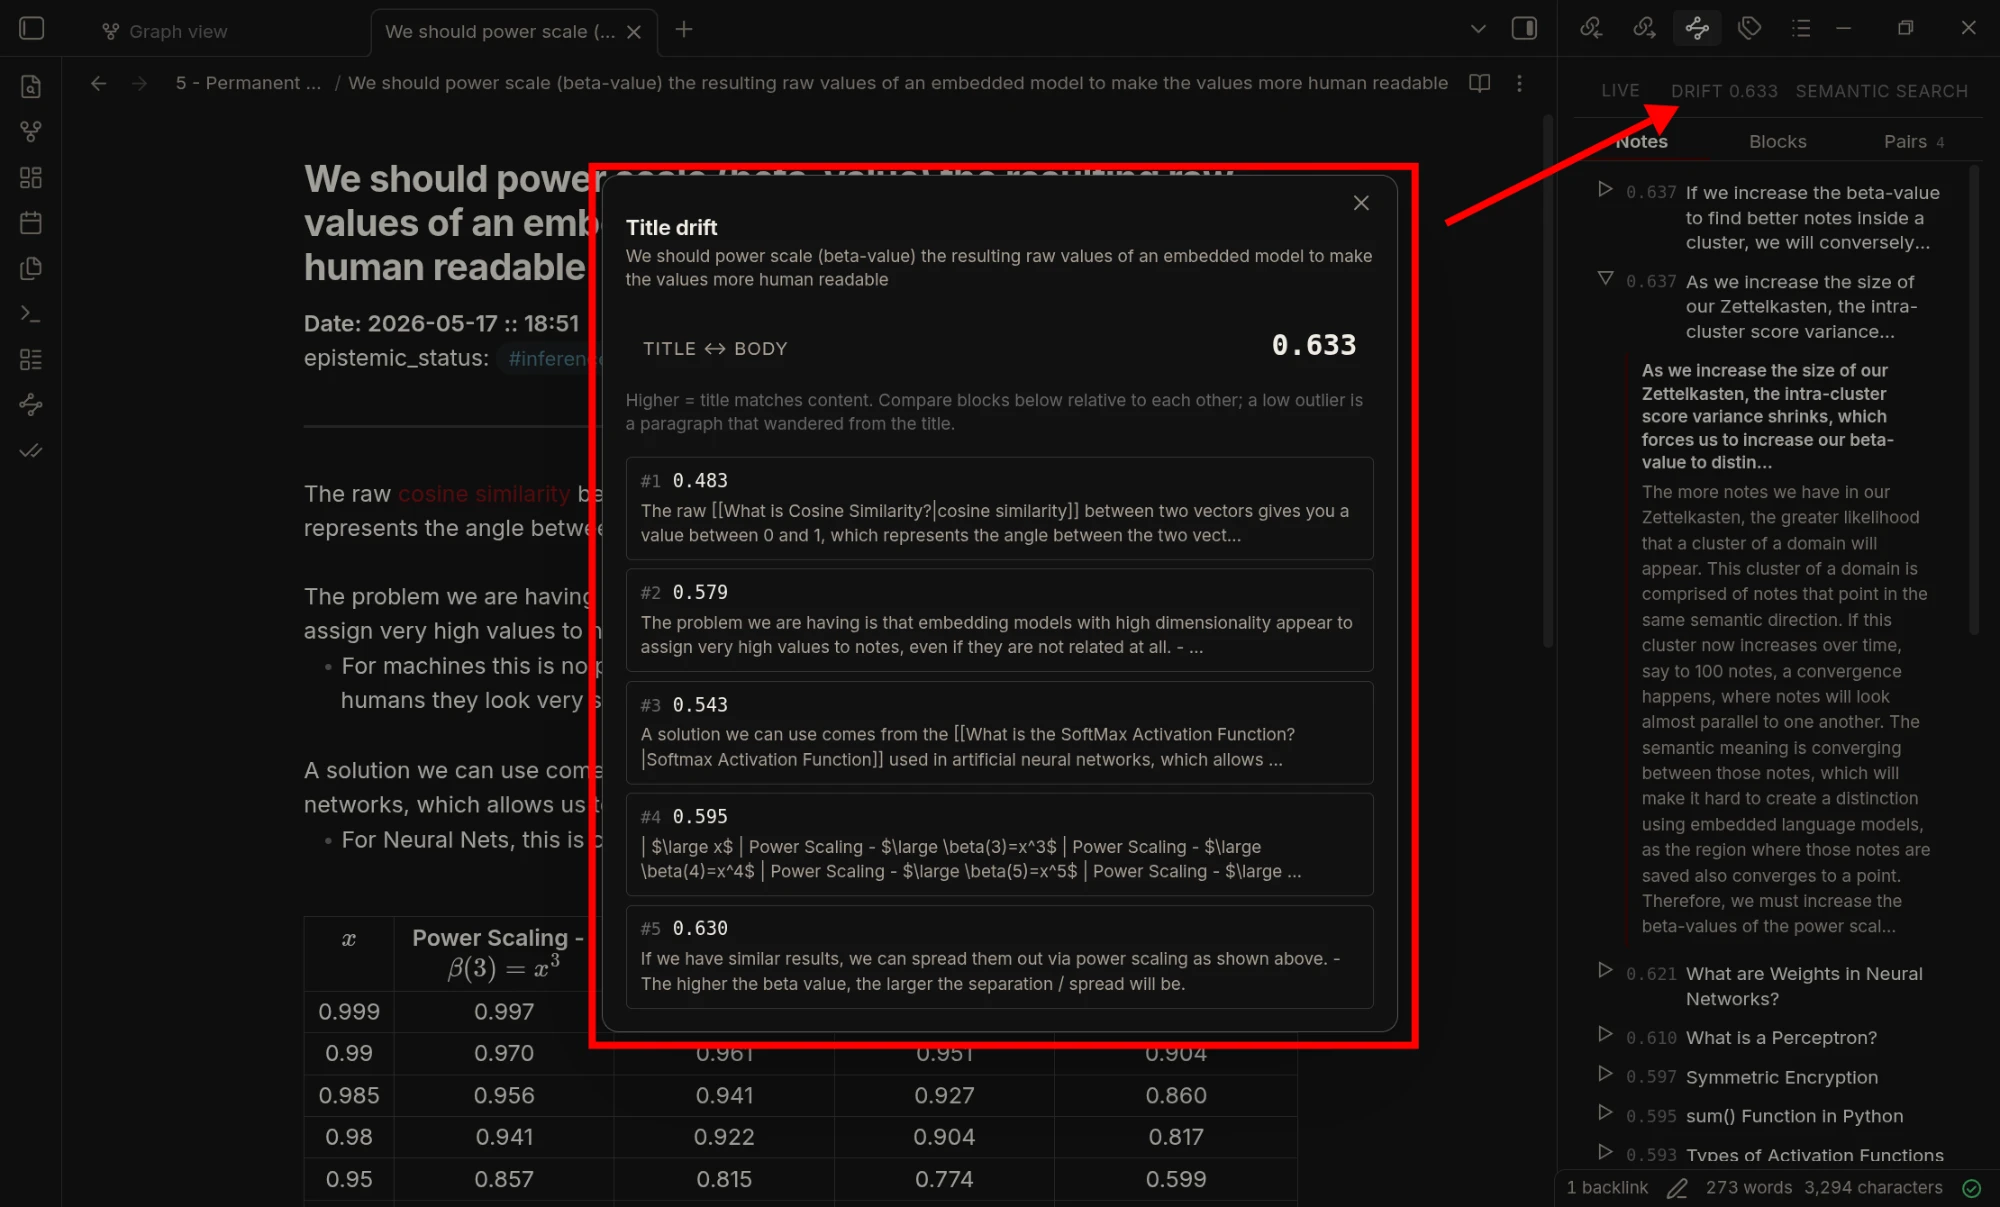 Graph view
We should power scale (...
5 - Permanent ... / We should power scale (beta-value) the resulting raw values of an embedded model to make the values more human readable
We should power scale (beta-value) the resulting raw
values of an emb
human readable
Date: 2026-05-17 :: 18:51
epistemic_status: #inferenc
The raw cosine similarity be
represents the angle betwee
The problem we are having
assign very high values to n
• For machines this is no p
humans they look very s
A solution we can use come
networks, which allows us t
• For Neural Nets, this is c
x Power Scaling -
β(3) = x³
0.999 0.997
0.99 0.970 0.961 0.951 0.904
0.985 0.956 0.941 0.927 0.860
0.98 0.941 0.922 0.904 0.817
0.95 0.857 0.815 0.774 0.599
Title drift
We should power scale (beta-value) the resulting raw values of an embedded model to make
the values more human readable
TITLE ↔ BODY 0.633
Higher = title matches content. Compare blocks below relative to each other; a low outlier is
a paragraph that wandered from the title.
#1 0.483
The raw [[What is Cosine Similarity?|cosine similarity]] between two vectors gives you a
value between 0 and 1, which represents the angle between the two vect...
#2 0.579
The problem we are having is that embedding models with high dimensionality appear to
assign very high values to notes, even if they are not related at all. - ...
#3 0.543
A solution we can use comes from the [[What is the SoftMax Activation Function?
|Softmax Activation Function]] used in artificial neural networks, which allows ...
#4 0.595
| $\large x$ | Power Scaling - $\large \beta(3)=x^3$ | Power Scaling - $\large
\beta(4)=x^4$ | Power Scaling - $\large \beta(5)=x^5$ | Power Scaling - $\large ...
#5 0.630
If we have similar results, we can spread them out via power scaling as shown above. -
The higher the beta value, the larger the separation / spread will be.
LIVE DRIFT 0.633 SEMANTIC SEARCH
Notes Blocks Pairs 4
0.637 If we increase the beta-value
to find better notes inside a
cluster, we will conversely...
0.637 As we increase the size of
our Zettelkasten, the intra-
cluster score variance...
As we increase the size of our
Zettelkasten, the intra-cluster
score variance shrinks, which
forces us to increase our beta-
value to distin...
The more notes we have in our
Zettelkasten, the greater likelihood
that a cluster of a domain will
appear. This cluster of a domain is
comprised of notes that point in the
same semantic direction. If this
cluster now increases over time,
say to 100 notes, a convergence
happens, where notes will look
almost parallel to one another. The
semantic meaning is converging
between those notes, which will
make it hard to create a distinction
using embedded language models,
as the region where those notes are
saved also converges to a point.
Therefore, we must increase the
beta-values of the power scal...
0.621 What are Weights in Neural
Networks?
0.610 What is a Perceptron?
0.597 Symmetric Encryption
0.595 sum() Function in Python
0.593 Types of Activation Functions
1 backlink 273 words 3,294 characters